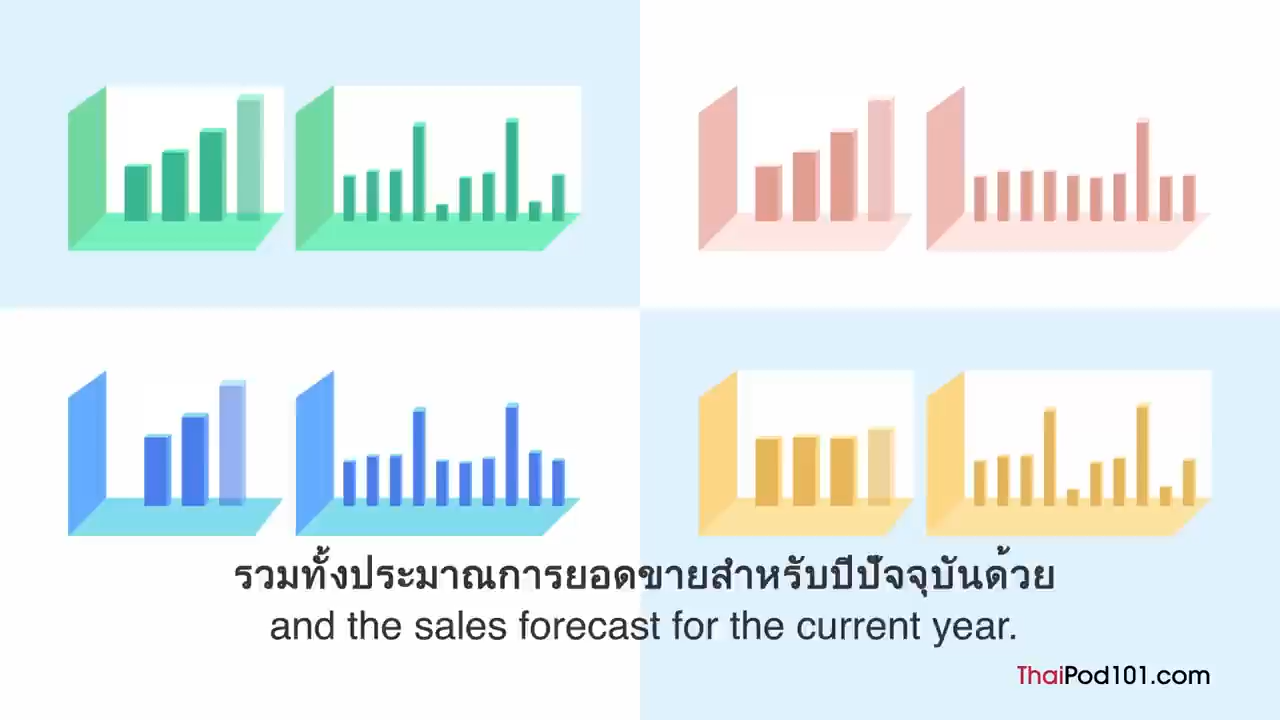 รวมทั้งประมาณการยอดขายสำหรับปีปัจจุบันด้วย
and the sales forecast for the current year.
ThaiPod101.com